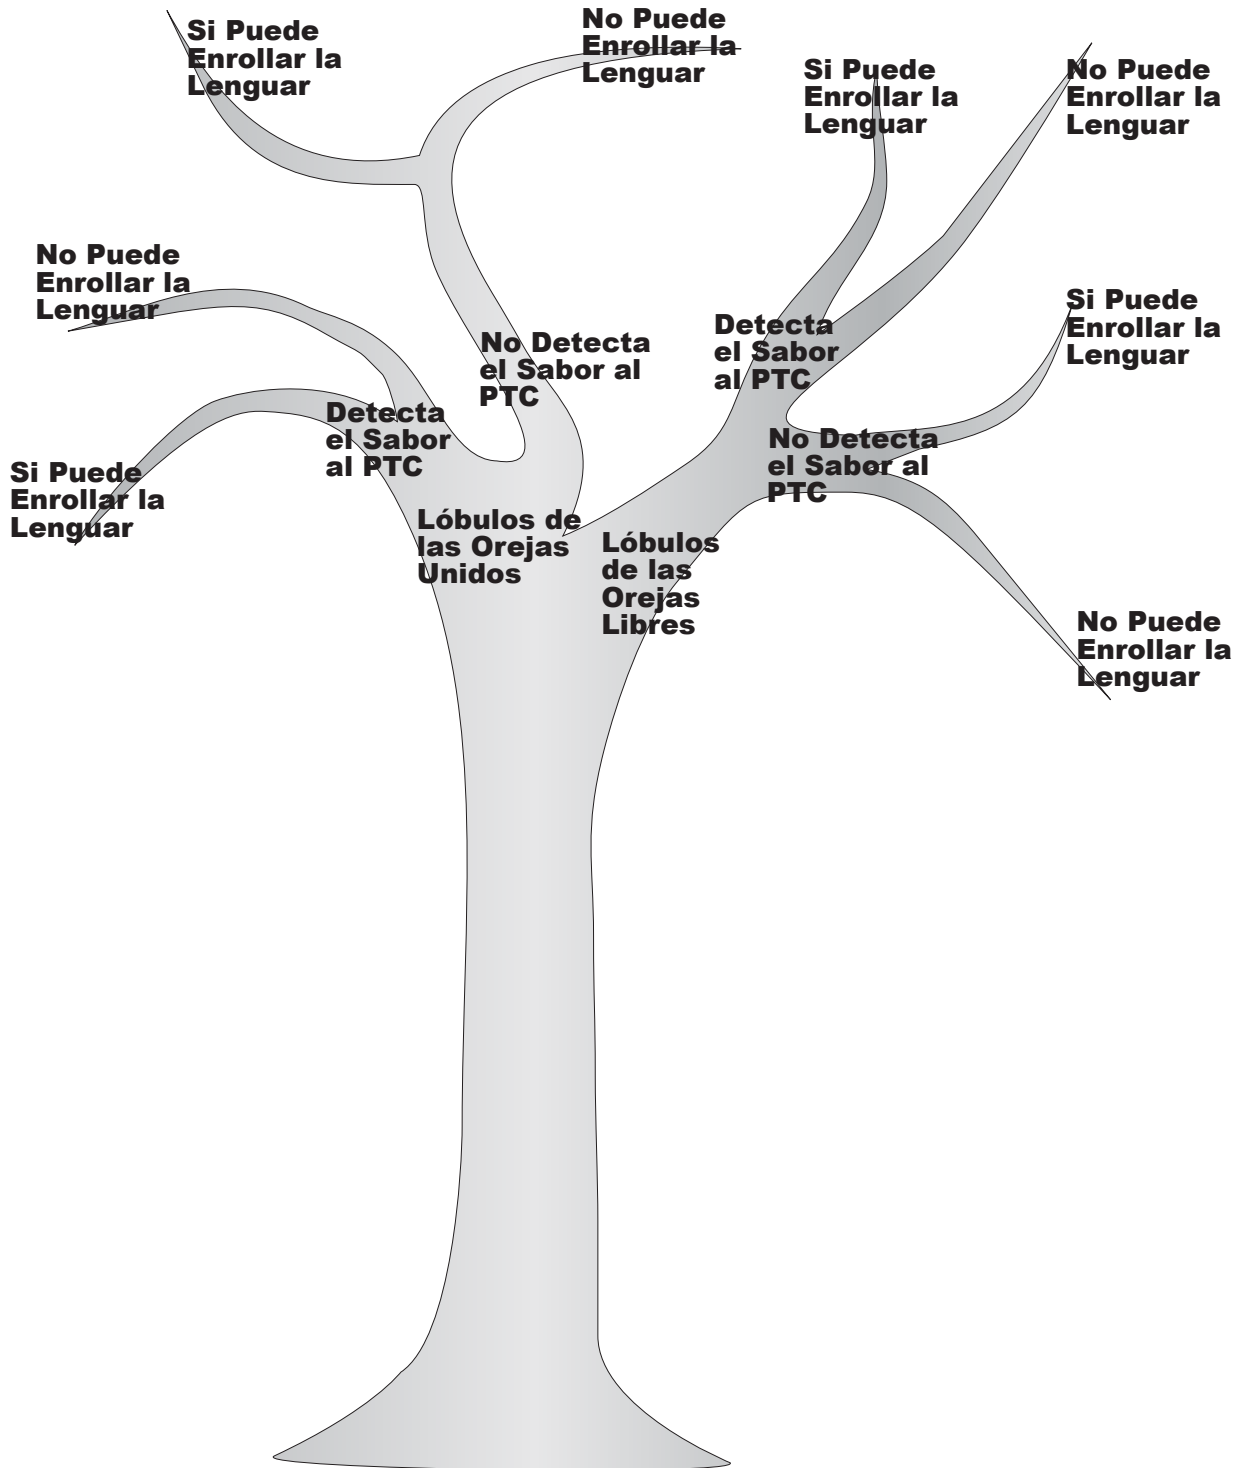 Si Puede
Enrollar la
Lenguar
No Puede
Enrollar la
Lenguar
Si Puede
Enrollar la
Lenguar
No Puede
Enrollar la
Lenguar
No Puede
Enrollar la
Lenguar
Si Puede
Enrollar la
Lenguar
No Detecta
el Sabor al
PTC
Detecta
el Sabor
al PTC
Detecta
el Sabor
al PTC
No Detecta
el Sabor al
PTC
Si Puede
Enrollar la
Lenguar
Lóbulos de
las Orejas
Unidos
Lóbulos
de las
Orejas
Libres
No Puede
Enrollar la
Lenguar